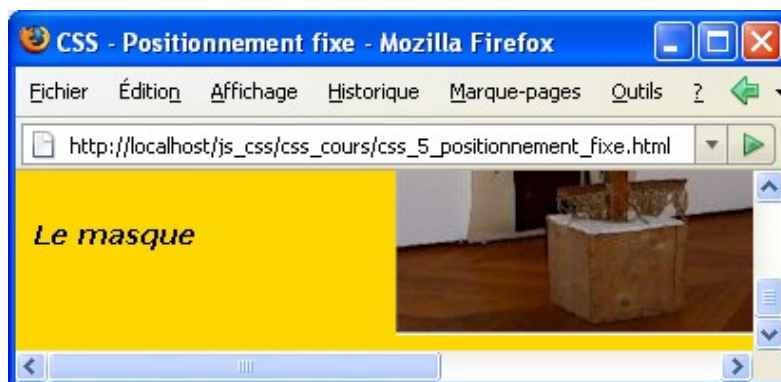 CSS - Positionnement fixe - Mozilla Firefox
Fichier Édition Affichage Historique Marque-pages Outils ?
http://localhost/js_css/css_cours/css_5_positionnement_fixe.html
Le masque